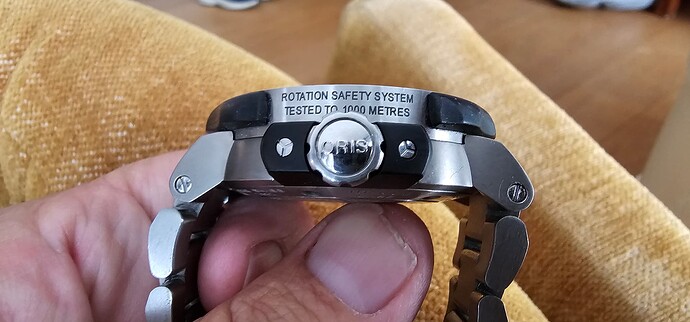 ROTATION SAFETY SYSTEM
TESTED TO 1000 METRES
ORIS